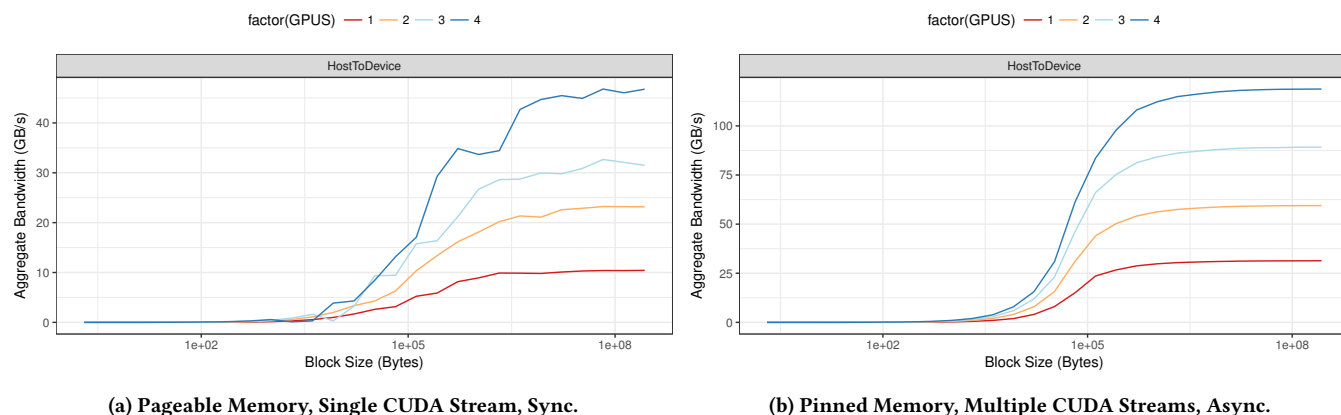 factor(GPUS) 1 2 3 4
HostToDevice
Aggregate Bandwidth (GB/s)
40
30
20
10
0
1e+02 1e+05 1e+08
Block Size (Bytes)
(a) Pageable Memory, Single CUDA Stream, Sync.
factor(GPUS) 1 2 3 4
HostToDevice
Aggregate Bandwidth (GB/s)
100
75
50
25
0
1e+02 1e+05 1e+08
Block Size (Bytes)
(b) Pinned Memory, Multiple CUDA Streams, Async.